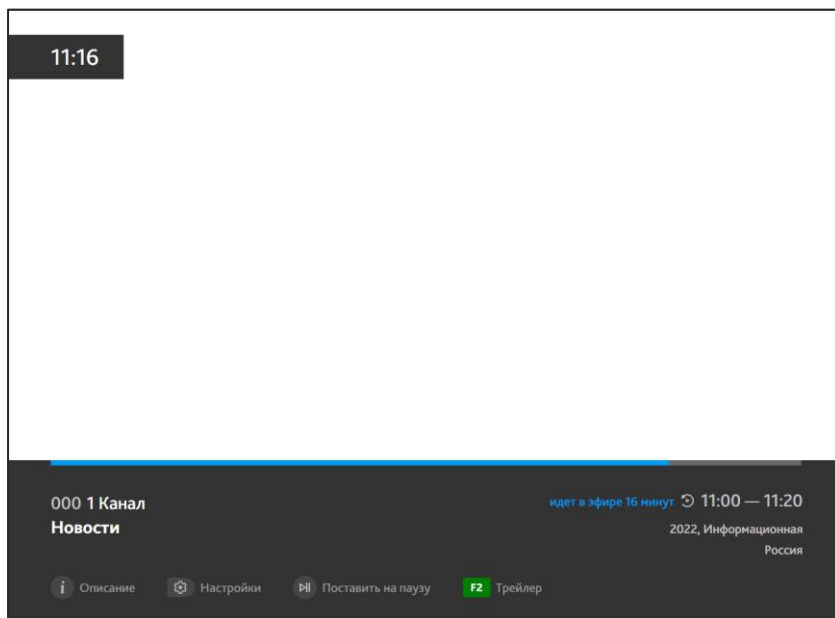 11:16
000 1 Канал
Новости
идет в эфире 16 минут 11:00 — 11:20
2022, Информационная
Россия
i Описание Настройки Поставить на паузу F2 Трейлер